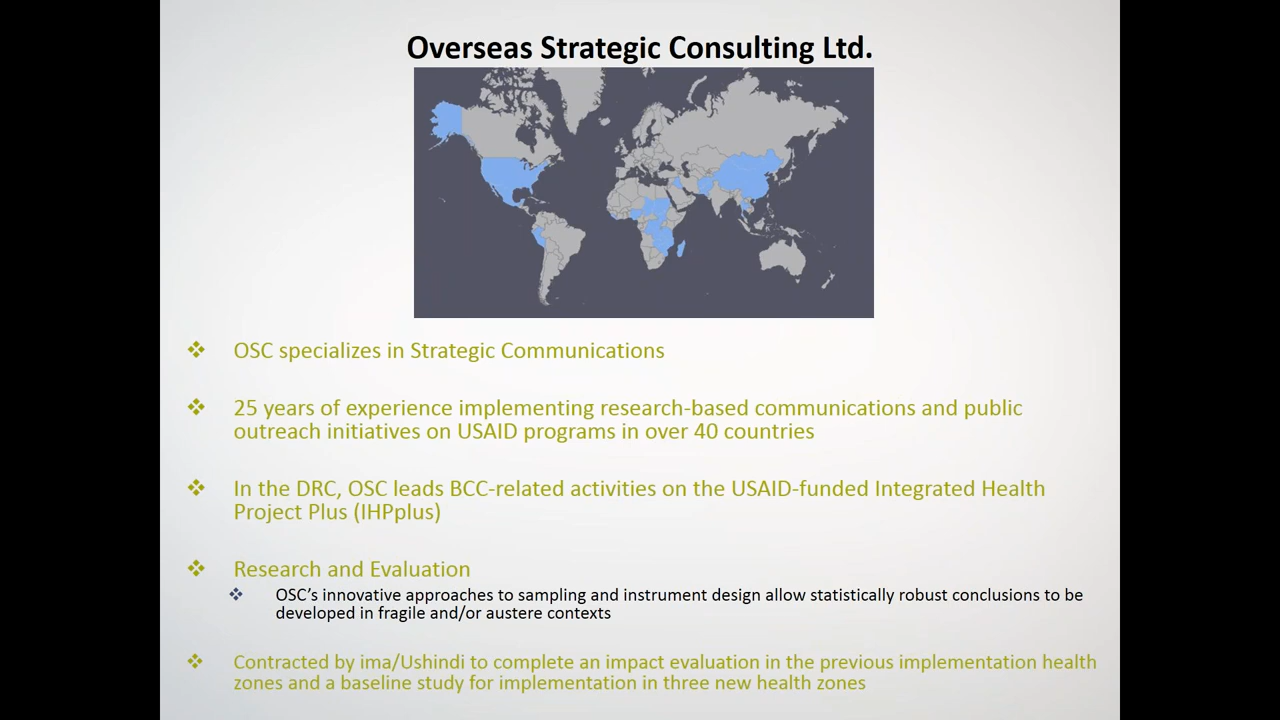 Overseas Strategic Consulting Ltd.
OSC specializes in Strategic Communications
25 years of experience implementing research-based communications and public
outreach initiatives on USAID programs in over 40 countries
In the DRC, OSC leads BCC-related activities on the USAID-funded Integrated Health
Project Plus (IHPplus)
Research and Evaluation
OSC’s innovative approaches to sampling and instrument design allow statistically robust conclusions to be
developed in fragile and/or austere contexts
Contracted by ima/Ushindi to complete an impact evaluation in the previous implementation health
zones and a baseline study for implementation in three new health zones